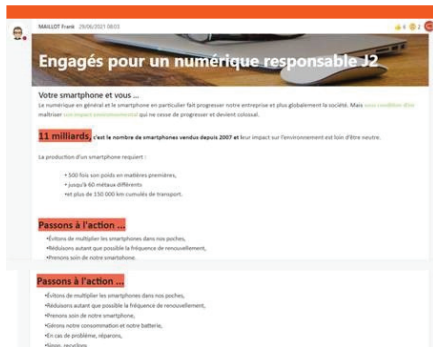 MAILLOT Frank 29/06/2021 08:03
4 2
Engagés pour un numérique responsable J2
Votre smartphone et vous ...
Le numérique en général et le smartphone en particulier fait progresser notre entreprise et plus globalement la société. Mais sous condition d'en
maîtriser son impact environnemental qui ne cesse de progresser et devient colossal.
11 milliards, c'est le nombre de smartphones vendus depuis 2007 et leur impact sur l'environnement est loin d'être neutre.
La production d'un smartphone requiert :
• 500 fois son poids en matières premières,
• jusqu'à 60 métaux différents
•et plus de 150 000 km cumulés de transport.
Passons à l'action ...
•Évitons de multiplier les smartphones dans nos poches,
•Réduisons autant que possible la fréquence de renouvellement,
•Prenons soin de notre smartphone,
Passons à l'action ...
•Évitons de multiplier les smartphones dans nos poches,
•Réduisons autant que possible la fréquence de renouvellement,
•Prenons soin de notre smartphone,
•Gérons notre consommation et notre batterie,
•En cas de problème, réparons,
•Sinon, recyclons